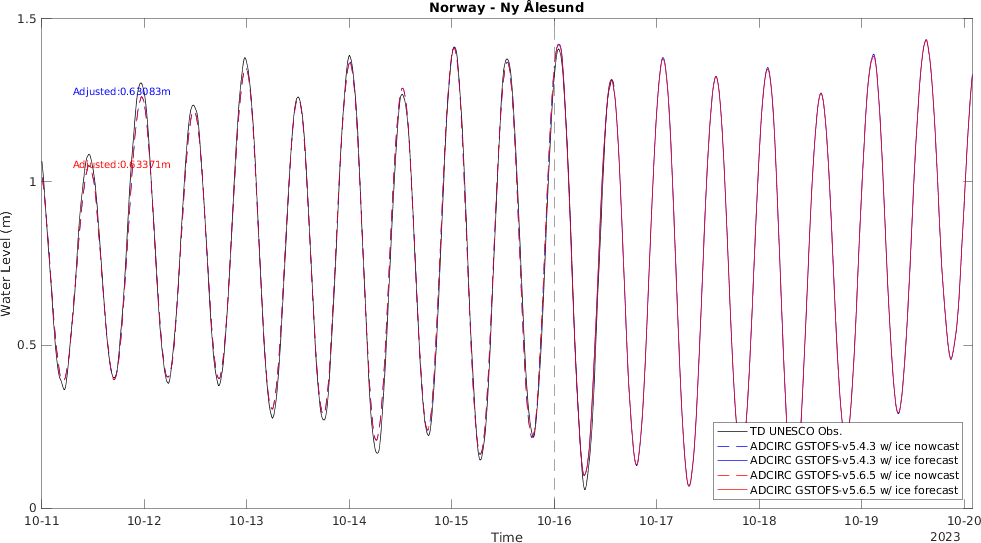 Norway - Ny Ålesund
1.5
1
0.5
0
Water Level (m)
Adjusted:0.63083m
Adjusted:0.63371m
TD UNESCO Obs.
ADCIRC GSTOFS-v5.4.3 w/ ice nowcast
ADCIRC GSTOFS-v5.4.3 w/ ice forecast
ADCIRC GSTOFS-v5.6.5 w/ ice nowcast
ADCIRC GSTOFS-v5.6.5 w/ ice forecast
10-11 10-12 10-13 10-14 10-15 10-16 10-17 10-18 10-19 10-20
Time
2023